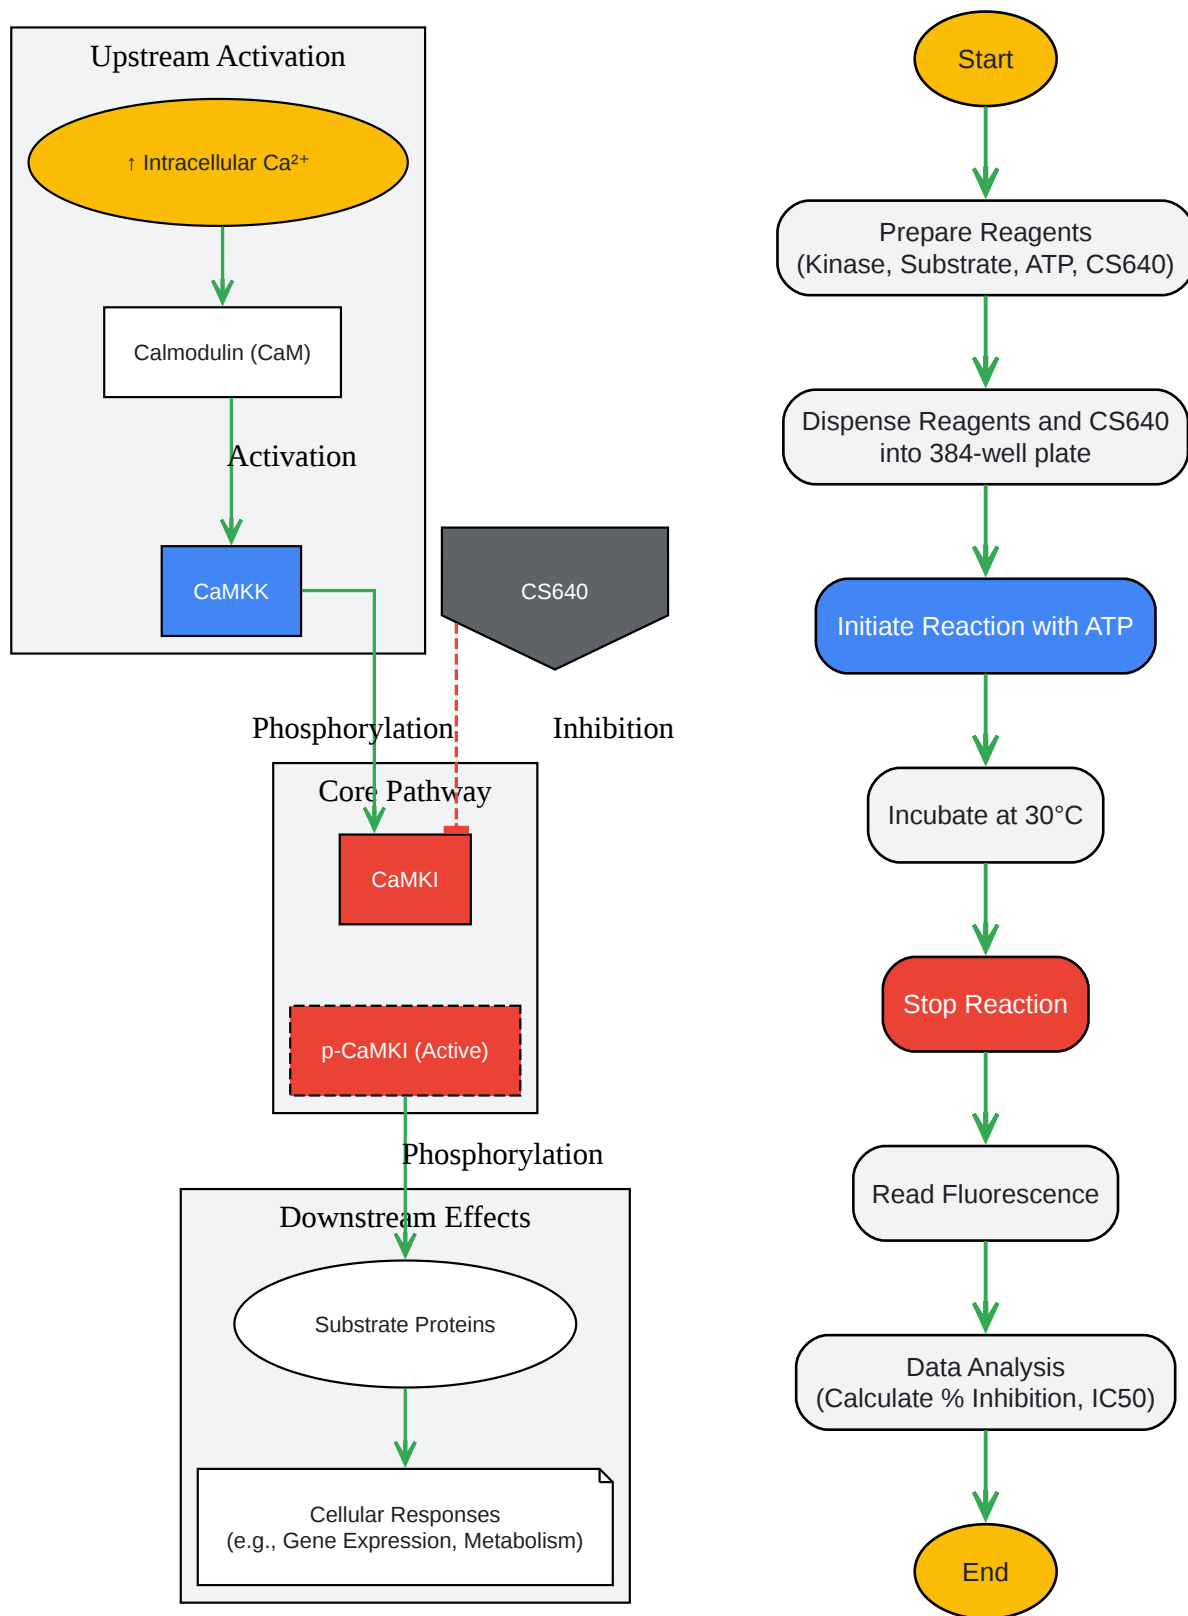 Upstream Activation
↑ Intracellular Ca²⁺
Calmodulin (CaM)
Activation
CaMKK
CS640
Phosphorylation
Inhibition
Core Pathway
CaMKI
p-CaMKI (Active)
Phosphorylation
Downstream Effects
Substrate Proteins
Cellular Responses
(e.g., Gene Expression, Metabolism)
Start
Prepare Reagents
(Kinase, Substrate, ATP, CS640)
Dispense Reagents and CS640
into 384-well plate
Initiate Reaction with ATP
Incubate at 30°C
Stop Reaction
Read Fluorescence
Data Analysis
(Calculate % Inhibition, IC50)
End